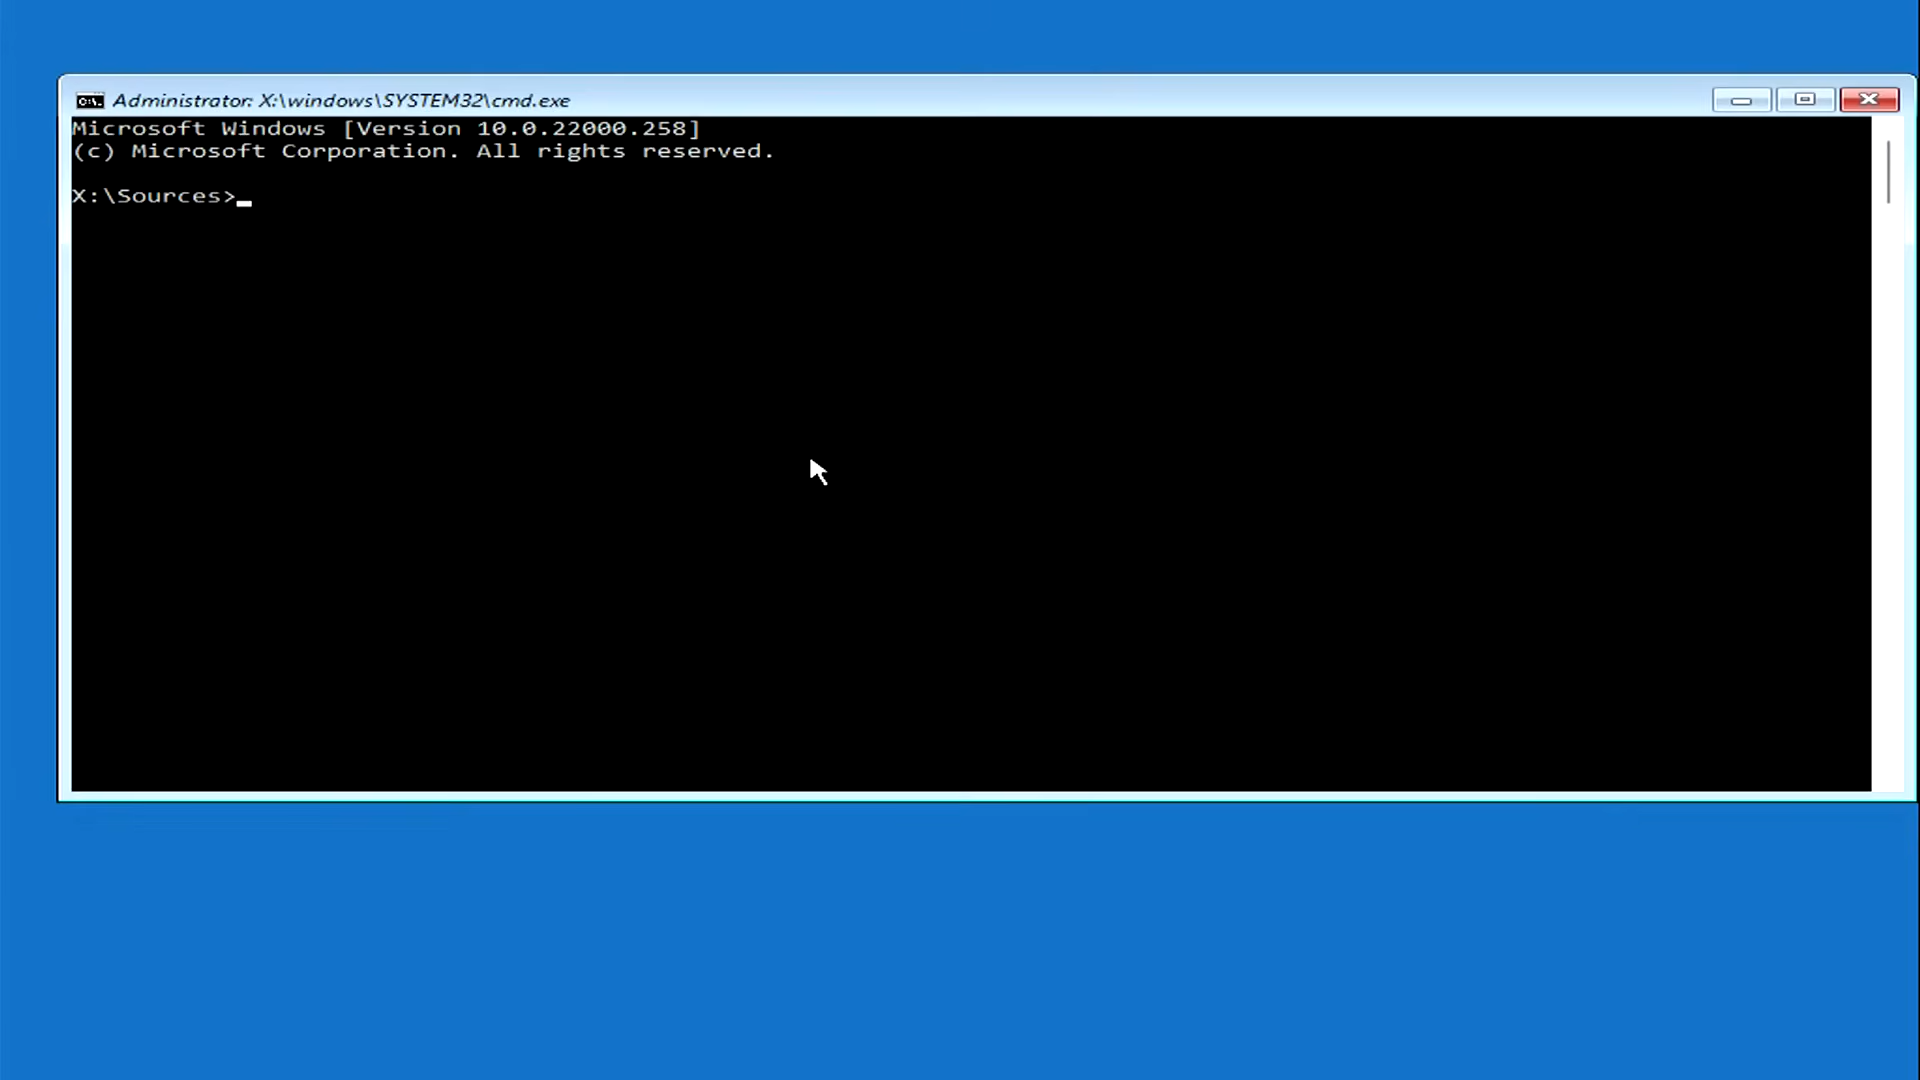 Administrator: X:\windows\SYSTEM32\cmd.exe
Microsoft Windows [Version 10.0.22000.258]
(c) Microsoft Corporation. All rights reserved.
X:\Sources>